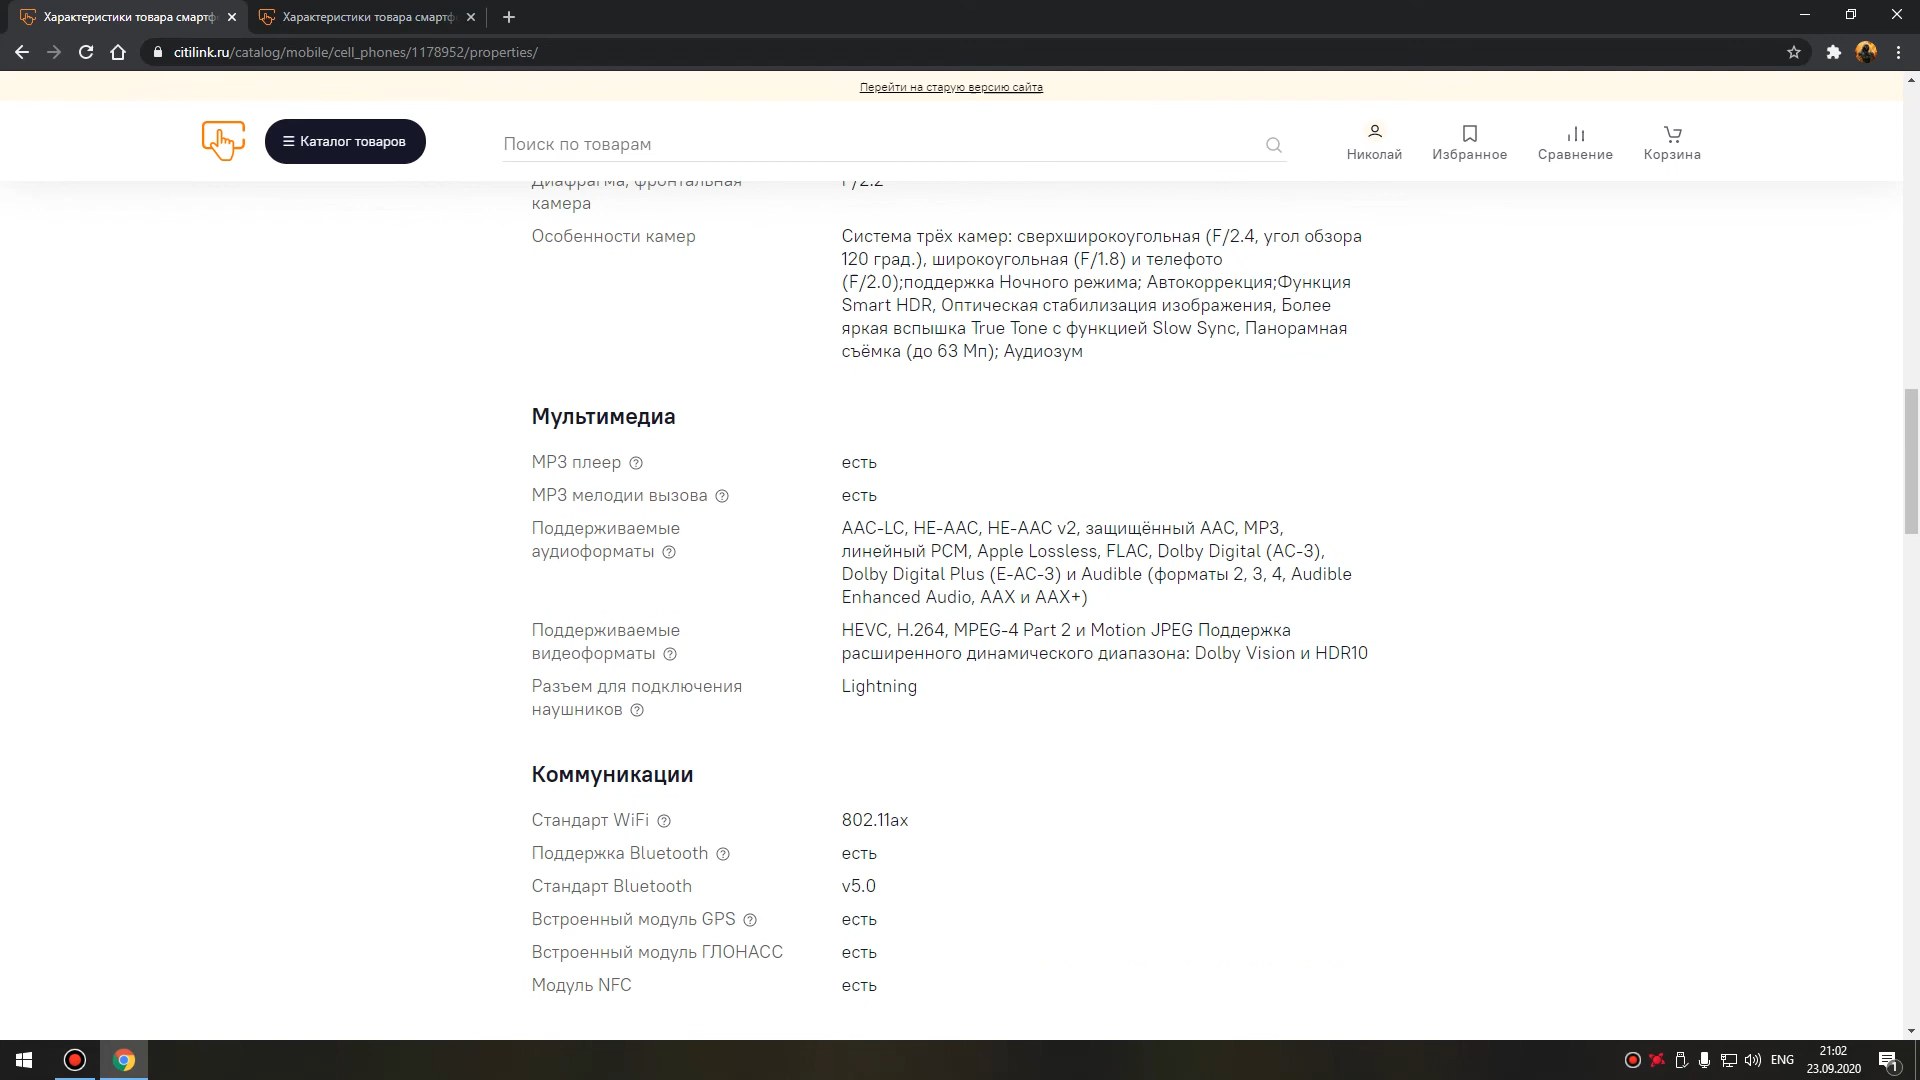 Характеристики товара смартф
Характеристики товара смартф
citilink.ru/catalog/mobile/cell_phones/1178952/properties/
Перейти на старую версию сайта
Каталог товаров
Поиск по товарам
Николай
Избранное
Сравнение
Корзина
Диафрагма, фронтальная
камера
F/2.2
Особенности камер
Система трёх камер: сверхширокоугольная (F/2.4, угол обзора
120 град.), широкоугольная (F/1.8) и телефото
(F/2.0);поддержка Ночного режима; Автокоррекция;Функция
Smart HDR, Оптическая стабилизация изображения, Более
яркая вспышка True Tone с функцией Slow Sync, Панорамная
съёмка (до 63 Мп); Аудиозум
Мультимедиа
MP3 плеер
есть
MP3 мелодии вызова
есть
Поддерживаемые
аудиоформаты
AAC-LC, HE-AAC, HE-AAC v2, защищённый AAC, MP3,
линейный PCM, Apple Lossless, FLAC, Dolby Digital (AC-3),
Dolby Digital Plus (E-AC-3) и Audible (форматы 2, 3, 4, Audible
Enhanced Audio, AAX и AAX+)
Поддерживаемые
видеоформаты
HEVC, H.264, MPEG-4 Part 2 и Motion JPEG Поддержка
расширенного динамического диапазона: Dolby Vision и HDR10
Разъем для подключения
наушников
Lightning
Коммуникации
Стандарт WiFi
802.11ax
Поддержка Bluetooth
есть
Стандарт Bluetooth
v5.0
Встроенный модуль GPS
есть
Встроенный модуль ГЛОНАСС
есть
Модуль NFC
есть
ENG
21:02
23.09.2020
1